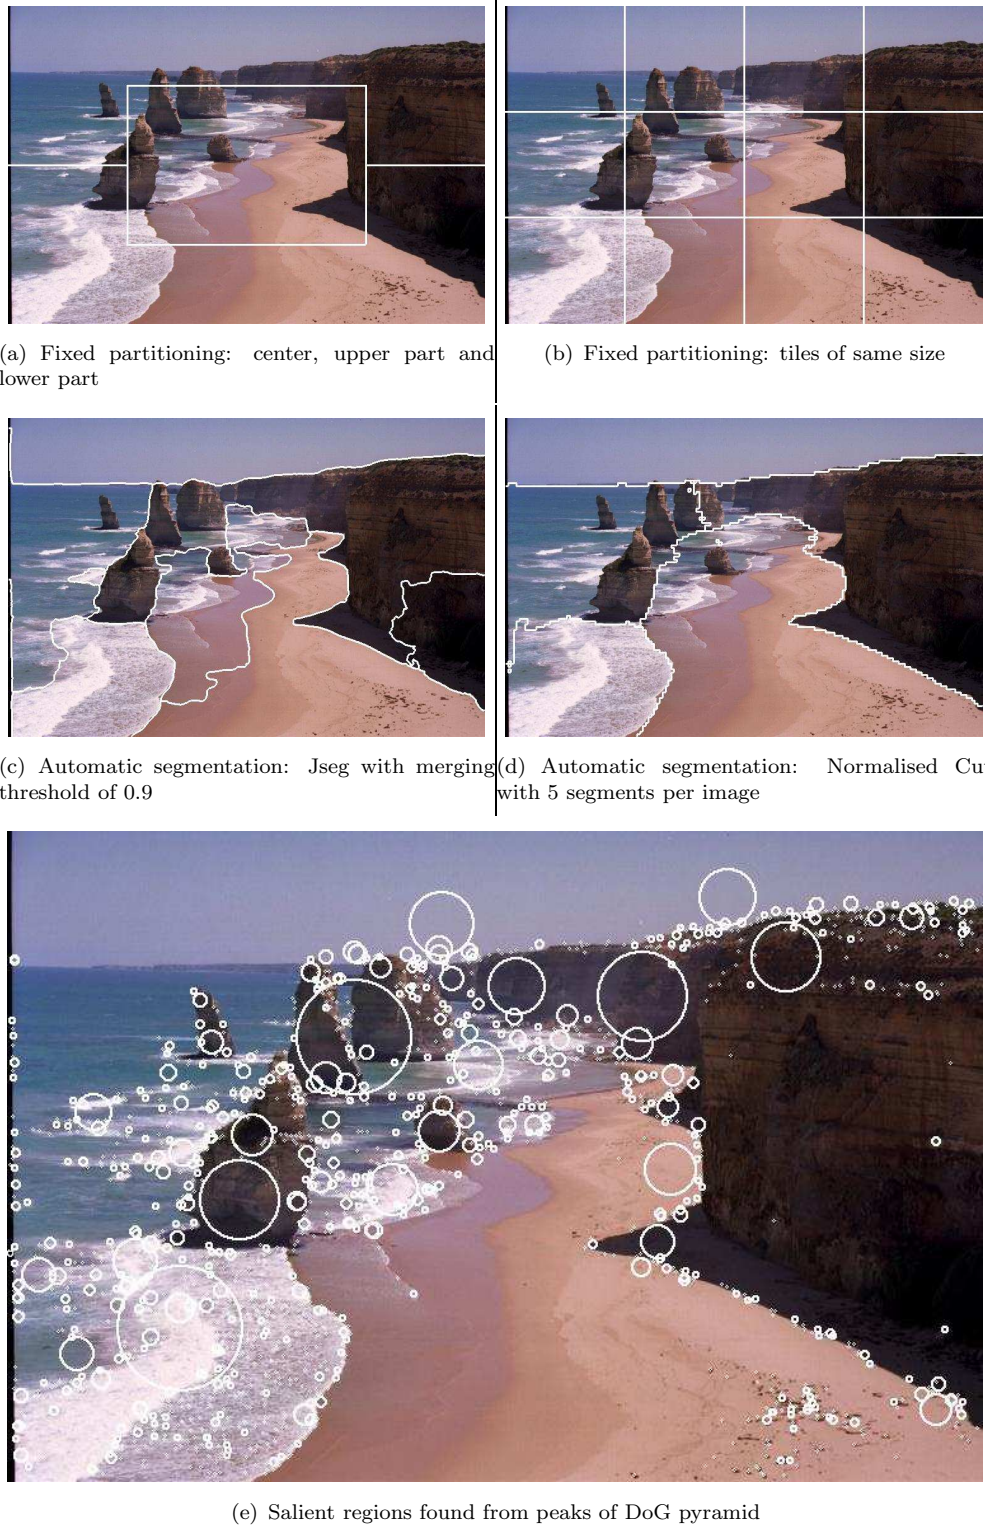 (a) Fixed partitioning: center, upper part and
lower part
(b) Fixed partitioning: tiles of same size
(c) Automatic segmentation: Jseg with merging
threshold of 0.9
(d) Automatic segmentation: Normalised Cu
with 5 segments per image
(e) Salient regions found from peaks of DoG pyramid